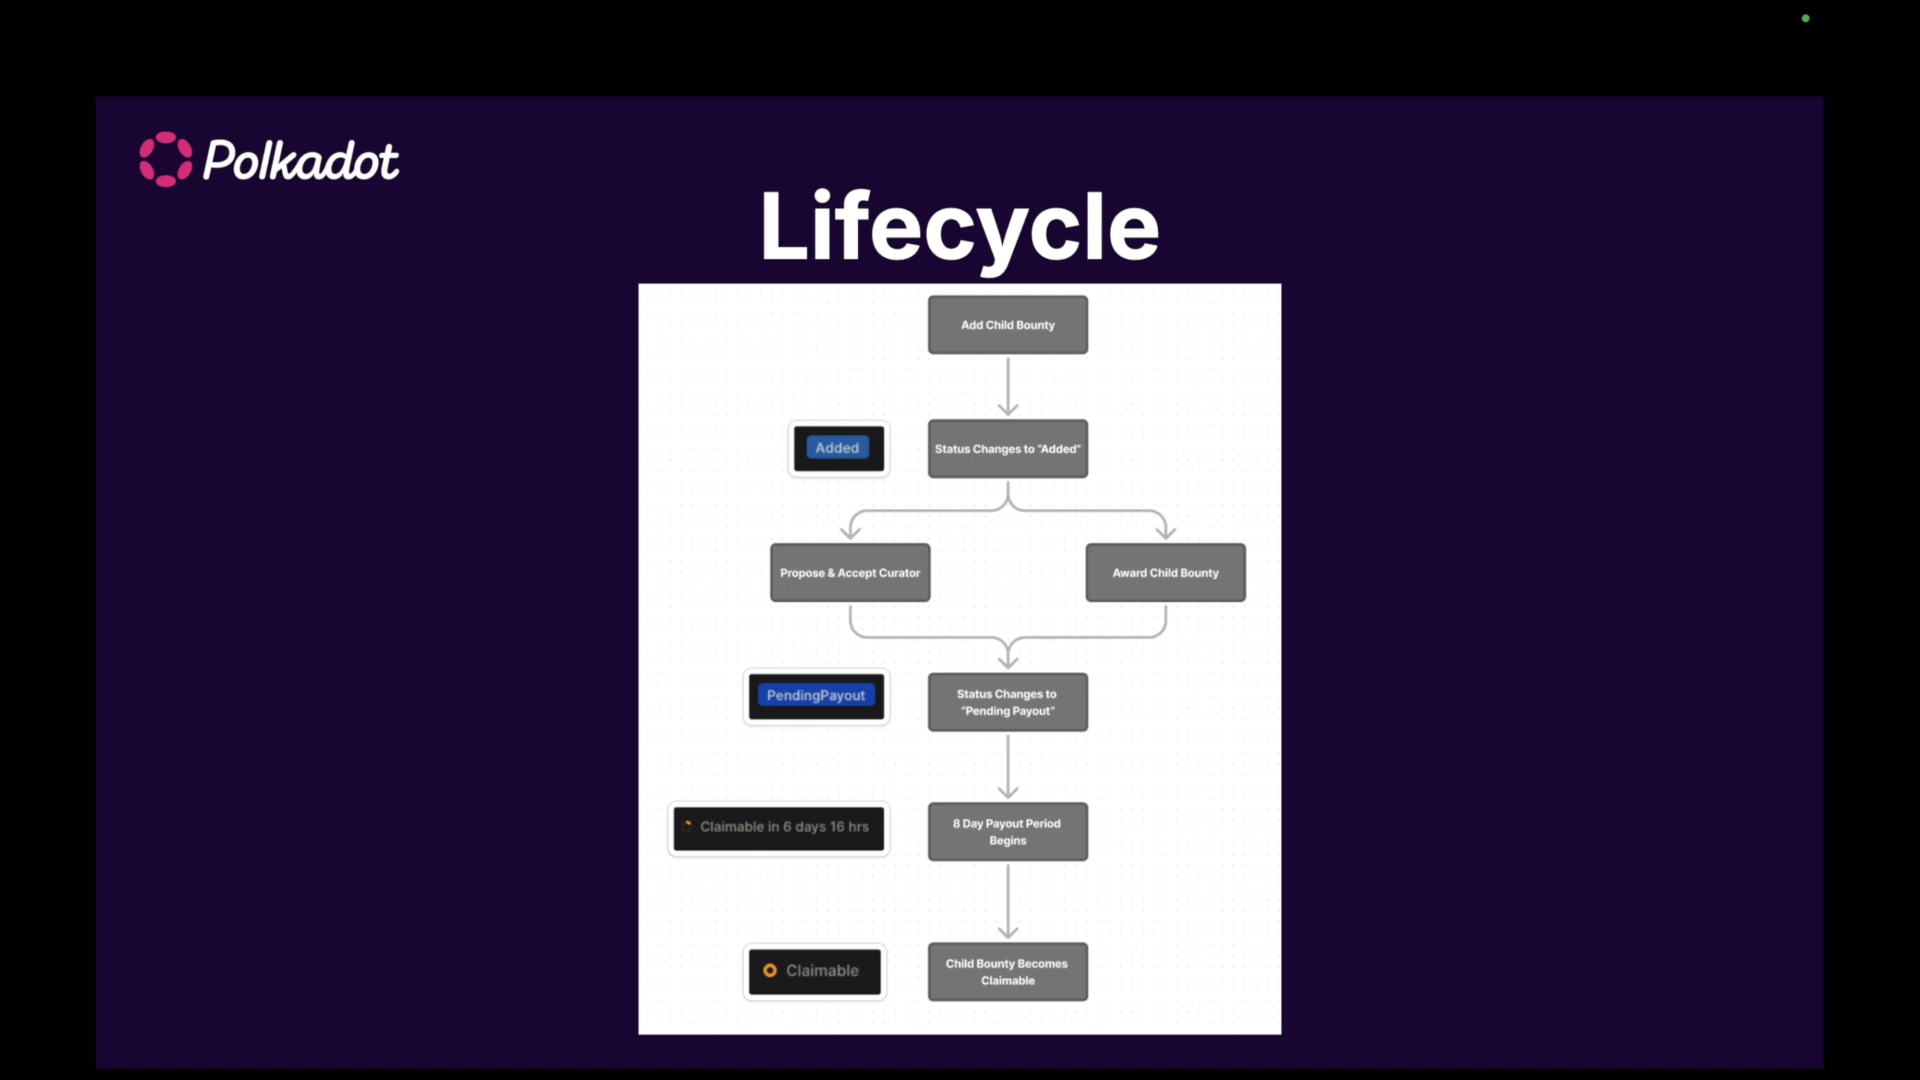 Polkadot
Lifecycle
Add Child Bounty
Added
Status Changes to “Added”
Propose & Accept Curator
Award Child Bounty
PendingPayout
Status Changes to
“Pending Payout”
Claimable in 6 days 16 hrs
8 Day Payout Period
Begins
Claimable
Child Bounty Becomes
Claimable